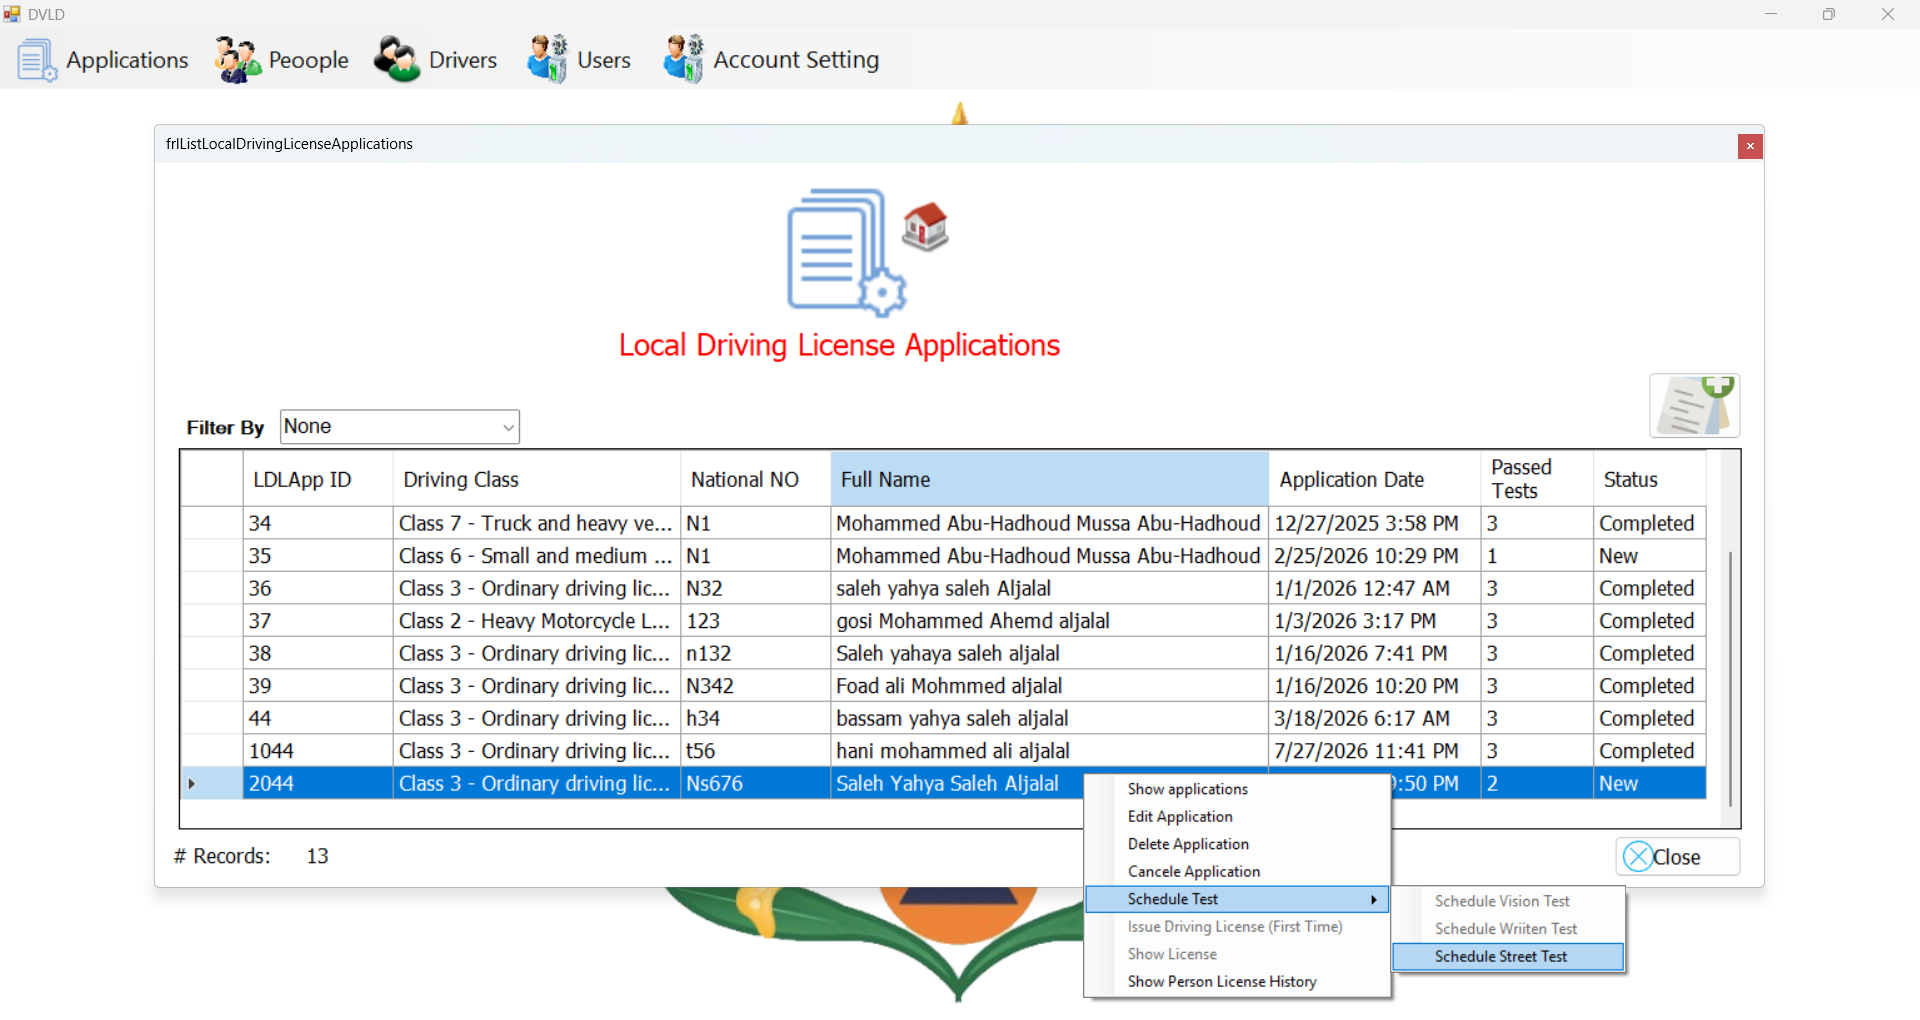 DVLD
Applications Peoople Drivers Users Account Setting
frlListLocalDrivingLicenseApplications
Local Driving License Applications
Filter By None
LDLApp ID Driving Class National NO Full Name Application Date Passed Tests Status
34 Class 7 - Truck and heavy ve... N1 Mohammed Abu-Hadhoud Mussa Abu-Hadhoud 12/27/2025 3:58 PM 3 Completed
35 Class 6 - Small and medium ... N1 Mohammed Abu-Hadhoud Mussa Abu-Hadhoud 2/25/2026 10:29 PM 1 New
36 Class 3 - Ordinary driving lic... N32 saleh yahya saleh Aljalal 1/1/2026 12:47 AM 3 Completed
37 Class 2 - Heavy Motorcycle L... 123 gosi Mohammed Ahemd aljalal 1/3/2026 3:17 PM 3 Completed
38 Class 3 - Ordinary driving lic... n132 Saleh yahaya saleh aljalal 1/16/2026 7:41 PM 3 Completed
39 Class 3 - Ordinary driving lic... N342 Foad ali Mohmmed aljalal 1/16/2026 10:20 PM 3 Completed
44 Class 3 - Ordinary driving lic... h34 bassam yahya saleh aljalal 3/18/2026 6:17 AM 3 Completed
1044 Class 3 - Ordinary driving lic... t56 hani mohammed ali aljalal 7/27/2026 11:41 PM 3 Completed
2044 Class 3 - Ordinary driving lic... Ns676 Saleh Yahya Saleh Aljalal :50 PM 2 New
Show applications
Edit Application
Delete Application
Cancele Application
Schedule Test
Issue Driving License (First Time)
Show License
Show Person License History
Schedule Vision Test
Schedule Wriiten Test
Schedule Street Test
# Records: 13
Close